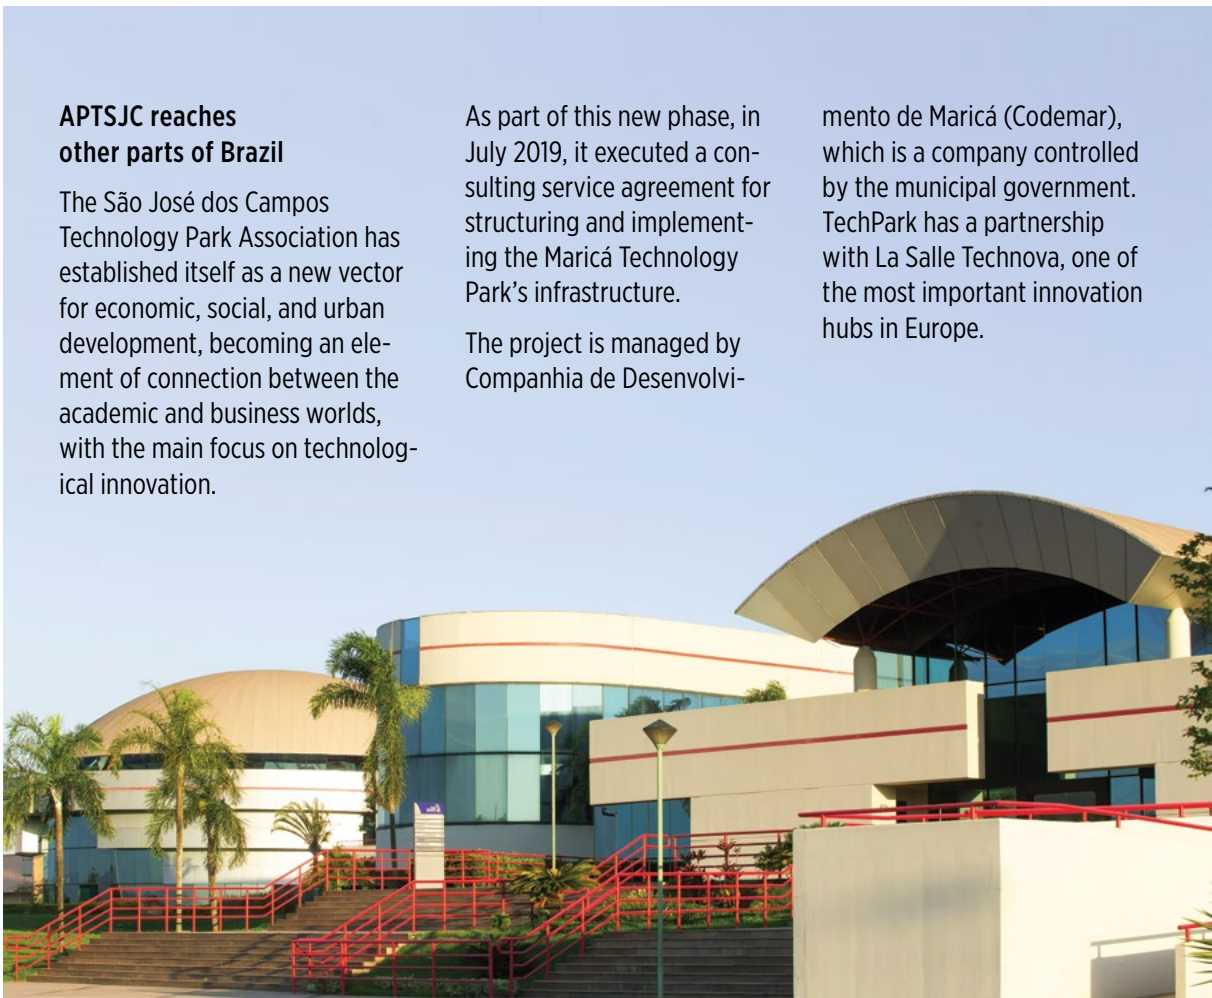 APTSJC reaches
other parts of Brazil
The São José dos Campos
Technology Park Association has
established itself as a new vector
for economic, social, and urban
development, becoming an ele-
ment of connection between the
academic and business worlds,
with the main focus on technolog-
ical innovation.
As part of this new phase, in
July 2019, it executed a con-
sulting service agreement for
structuring and implement-
ing the Maricá Technology
Park's infrastructure.
The project is managed by
Companhia de Desenvolvi-
mento de Maricá (Codemar),
which is a company controlled
by the municipal government.
TechPark has a partnership
with La Salle Technova, one of
the most important innovation
hubs in Europe.